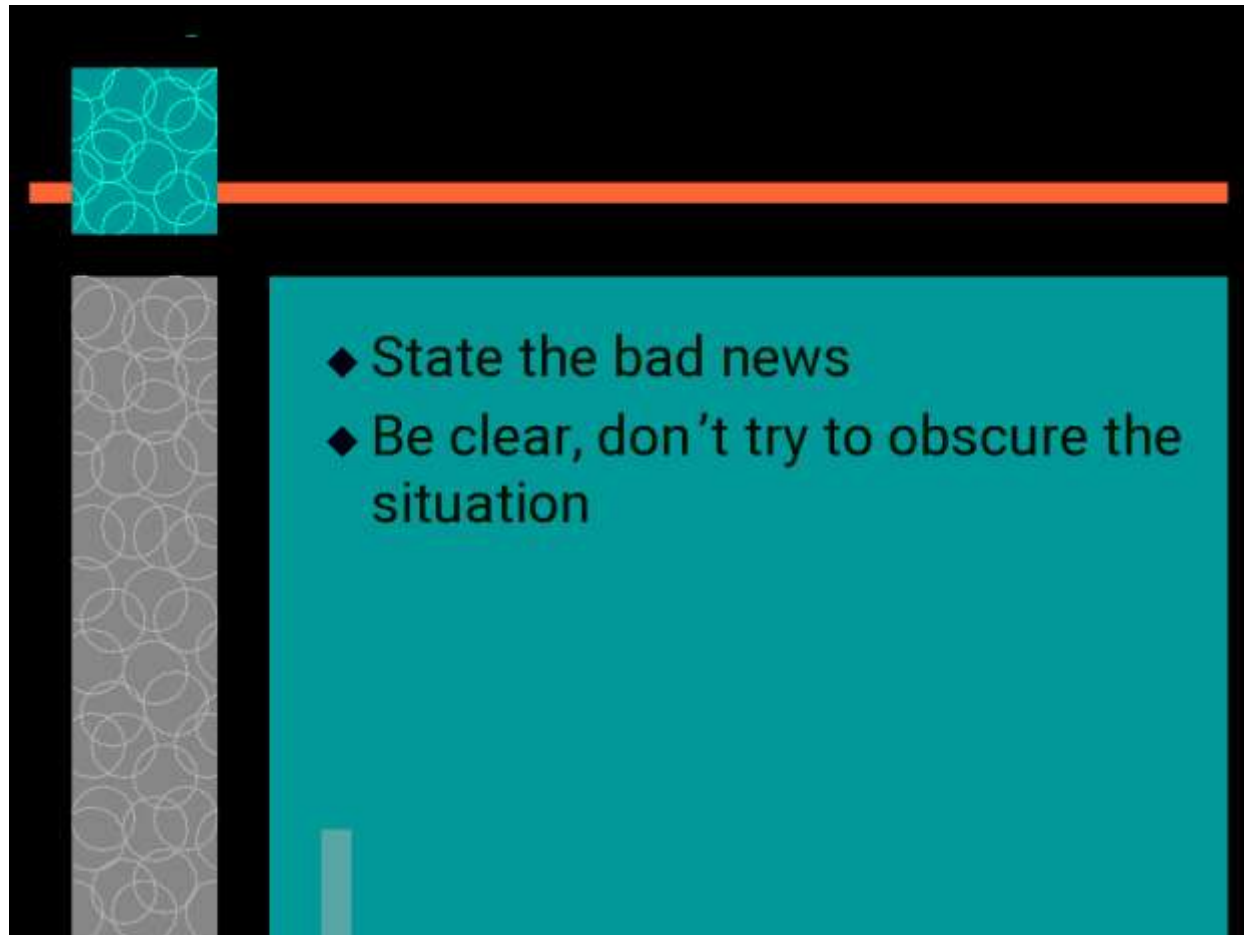 ◆ State the bad news
◆ Be clear, don't try to obscure the
situation